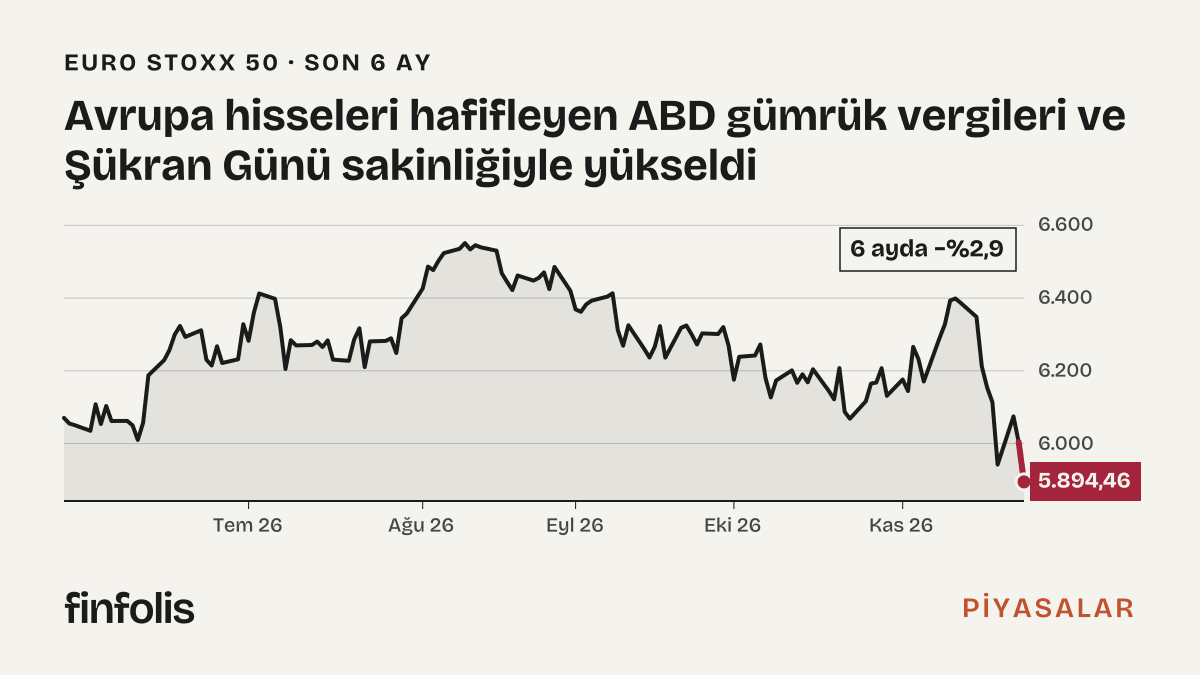 EURO STOXX 50 · SON 6 AY
Avrupa hisseleri hafifleyen ABD gümrük vergileri ve
Şükran Günü sakinliğiyle yükseldi
6.600
6 ayda −%2,9
6.400
6.200
6.000
5.894,46
Tem 26 Ağu 26 Eyl 26 Eki 26 Kas 26
finfolis
PİYASALAR